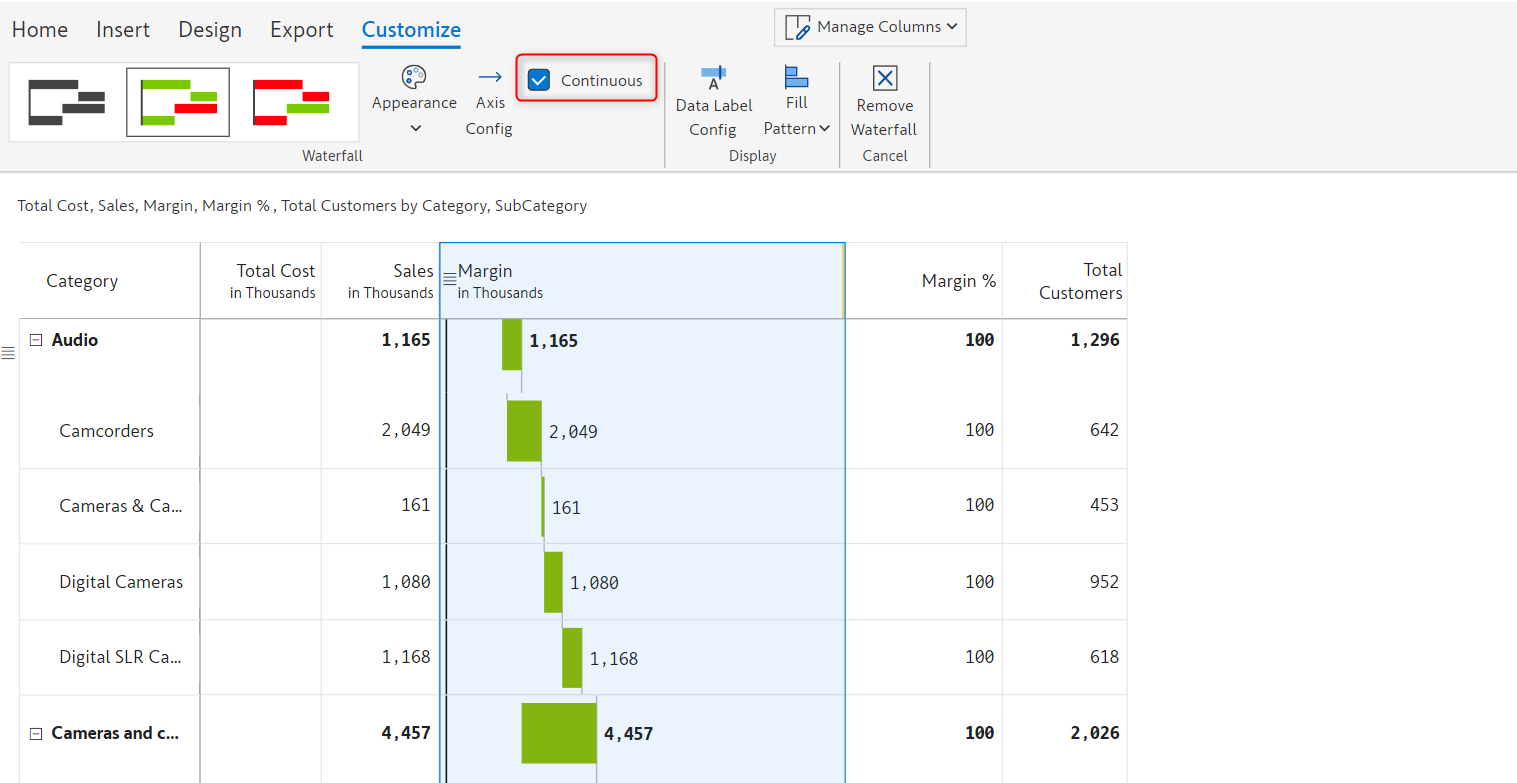 Home Insert Design Export Customize
Manage Columns
Continuous
Appearance
Axis
Config
Waterfall
Data Label
Config
Fill
Pattern
Display
Remove
Waterfall
Cancel
Total Cost, Sales, Margin, Margin % , Total Customers by Category, SubCategory
Category
Total Cost
in Thousands
Sales
in Thousands
Margin
in Thousands
Margin %
Total
Customers
Audio 1,165 1,165 100 1,296
Camcorders 2,049 2,049 100 642
Cameras & Ca... 161 161 100 453
Digital Cameras 1,080 1,080 100 952
Digital SLR Ca... 1,168 1,168 100 618
Cameras and c... 4,457 4,457 100 2,026